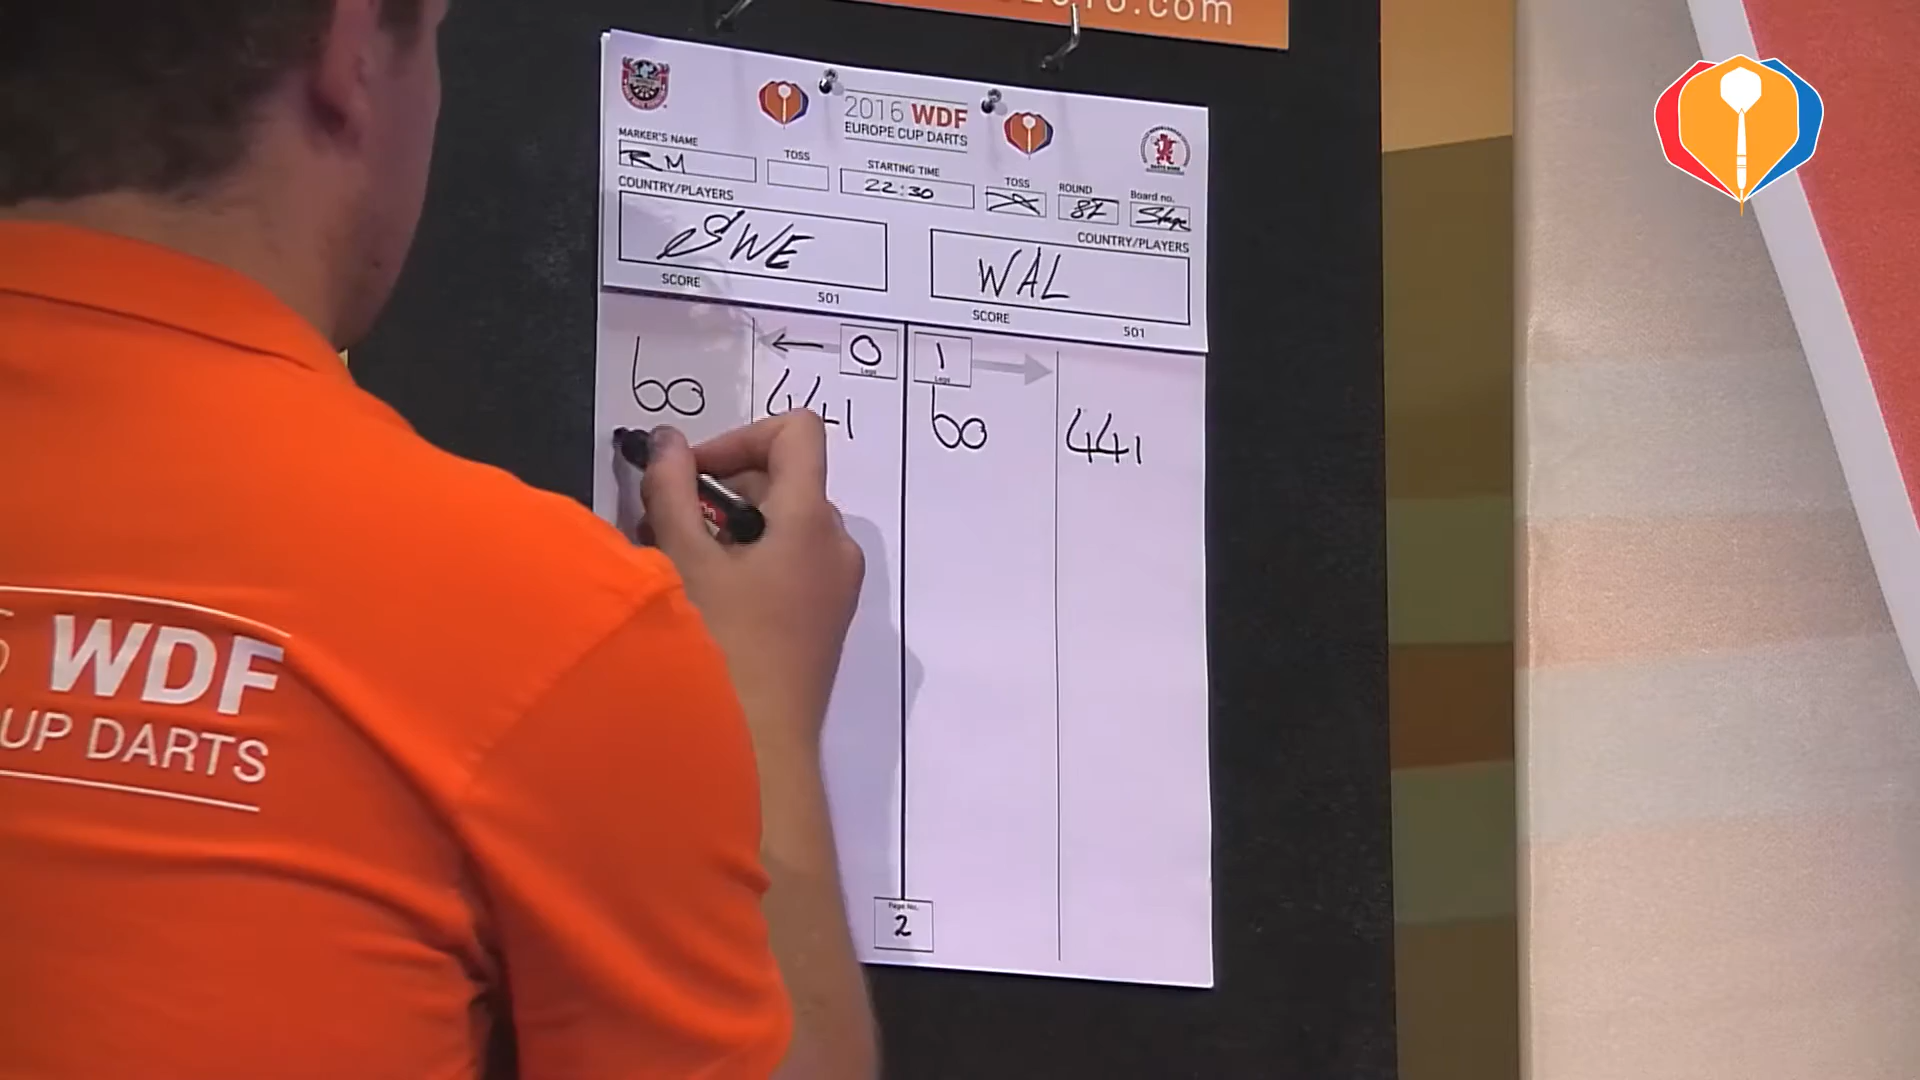 2016.com
2016 WDF
EUROPE CUP DARTS
MARKER'S NAME
RM
TOSS
STARTING TIME
22:30
TOSS
ROUND
Board no.
Stage
COUNTRY/PLAYERS
SWE
COUNTRY/PLAYERS
WAL
SCORE
501
SCORE
501
0
Legs
1
Legs
60 441 60 441
Page No.
2
WDF
CUP DARTS